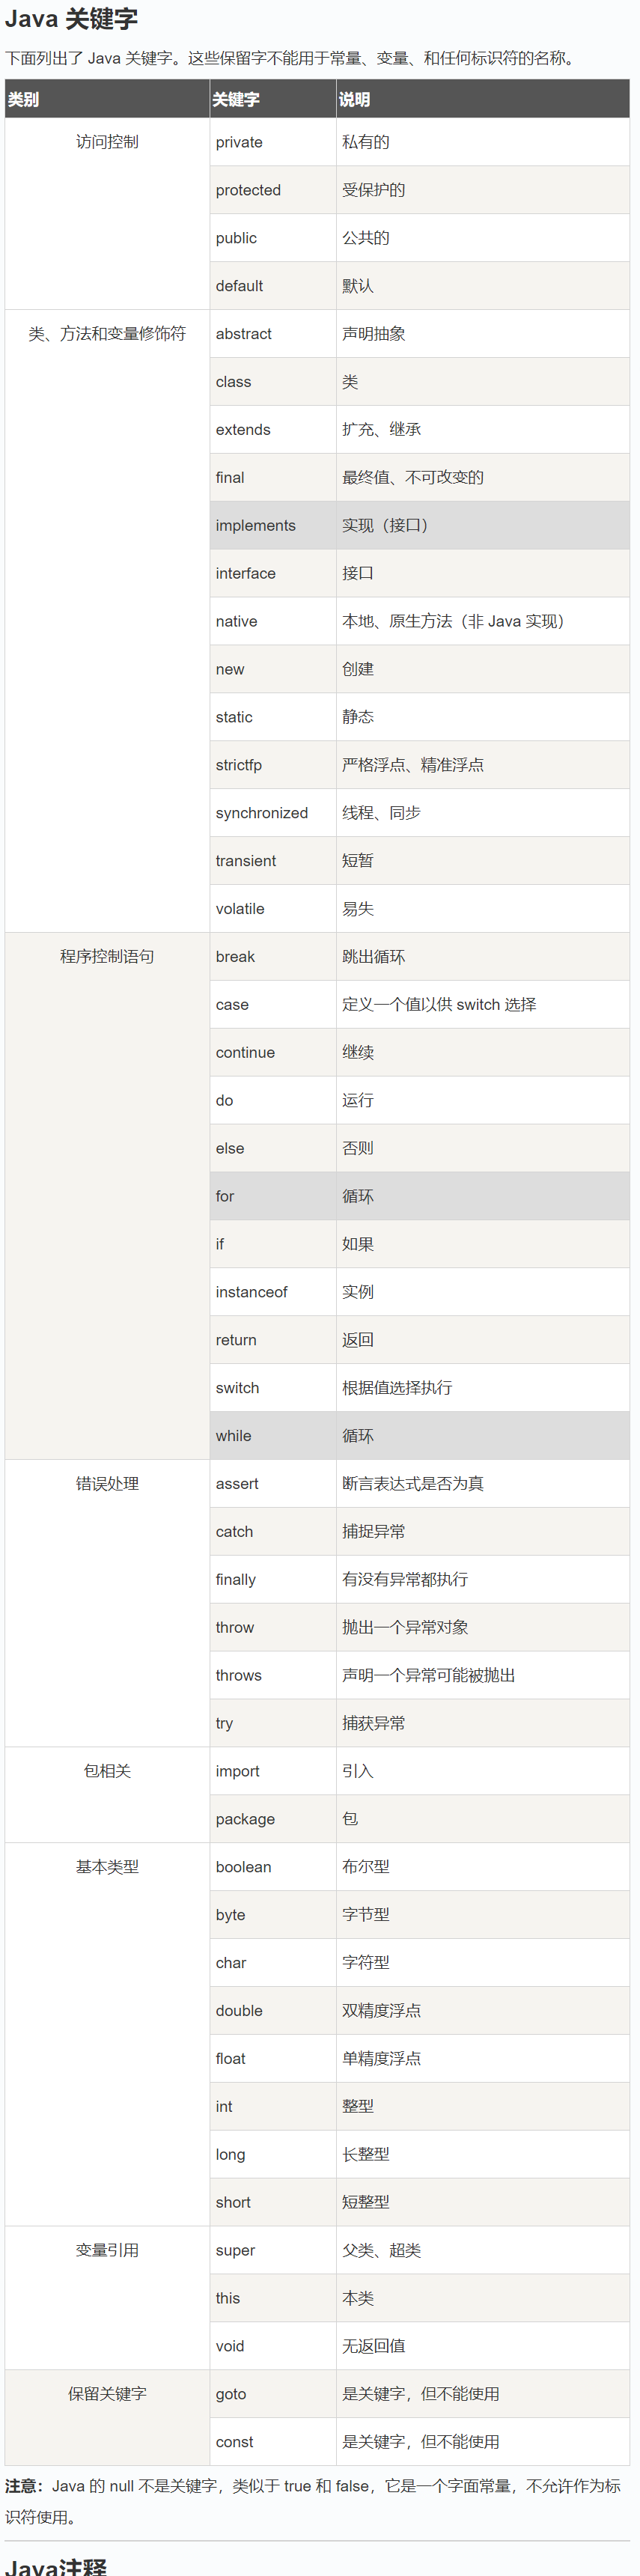 Java 关键字
下面列出了 Java 关键字。这些保留字不能用于常量、变量、和任何标识符的名称。
类别 关键字 说明
访问控制 private 私有的
protected 受保护的
public 公共的
default 默认
类、方法和变量修饰符 abstract 声明抽象
class 类
extends 扩充、继承
final 最终值、不可改变的
implements 实现（接口）
interface 接口
native 本地、原生方法（非 Java 实现）
new 创建
static 静态
strictfp 严格浮点、精准浮点
synchronized 线程、同步
transient 短暂
volatile 易失
程序控制语句 break 跳出循环
case 定义一个值以供 switch 选择
continue 继续
do 运行
else 否则
for 循环
if 如果
instanceof 实例
return 返回
switch 根据值选择执行
while 循环
错误处理 assert 断言表达式是否为真
catch 捕捉异常
finally 有没有异常都执行
throw 抛出一个异常对象
throws 声明一个异常可能被抛出
try 捕获异常
包相关 import 引入
package 包
基本类型 boolean 布尔型
byte 字节型
char 字符型
double 双精度浮点
float 单精度浮点
int 整型
long 长整型
short 短整型
变量引用 super 父类、超类
this 本类
void 无返回值
保留关键字 goto 是关键字，但不能使用
const 是关键字，但不能使用
注意：Java 的 null 不是关键字，类似于 true 和 false，它是一个字面常量，不允许作为标
识符使用。
Java注释